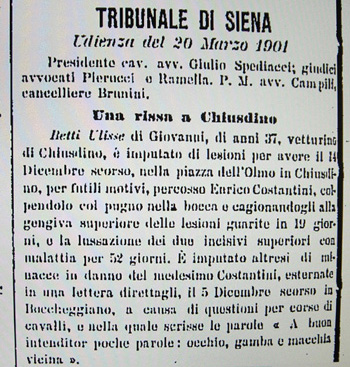 TRIBUNALE DI SIENA
Udienza del 20 Marzo 1901
Presidente cav. avv. Giulio Spediacci; giudici
avvocati Pierucci e Ramella. P. M. avv. Campili,
cancelliere Brunini.
Una rissa a Chiusdino
Betti Ulisse di Giovanni, di anni 37, vetturino
di Chiusdino, è imputato di lesioni per avere il 14
Dicembre scorso, nella piazza dell'Olmo in Chiusdi-
no, per futili motivi, percosso Enrico Costantini, col-
pendolo col pugno nella bocca e cagionandogli alla
gengiva superiore delle lesioni guarite in 19 gior-
ni, e la lussazione dei due incisivi superiori con
malattia per 52 giorni. È imputato altresì di mi-
nacce in danno del medesimo Costantini, esternate
in una lettera direttagli, il 5 Dicembre scorso in
Boccheggiano, a causa di questioni per corse di
cavalli, e nella quale scrisse le parole « A buon
intenditor poche parole: occhio, gamba e macchia
vicina ».